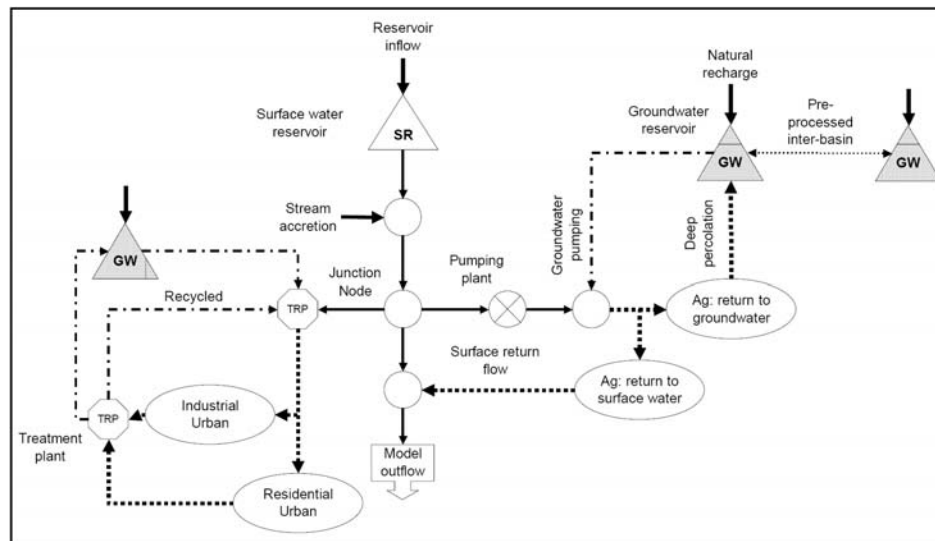 Reservoir
inflow
Surface water
reservoir
SR
Natural
recharge
Groundwater
reservoir
Pre-
processed
inter-basin
GW
GW
Stream
accretion
Groundwater
pumping
Deep
percolation
GW
Junction
Node
Pumping
plant
Recycled
TRP
Ag: return to
groundwater
Surface return
flow
Ag: return to
surface water
TRP
Industrial
Urban
Treatment
plant
Model
outflow
Residential
Urban